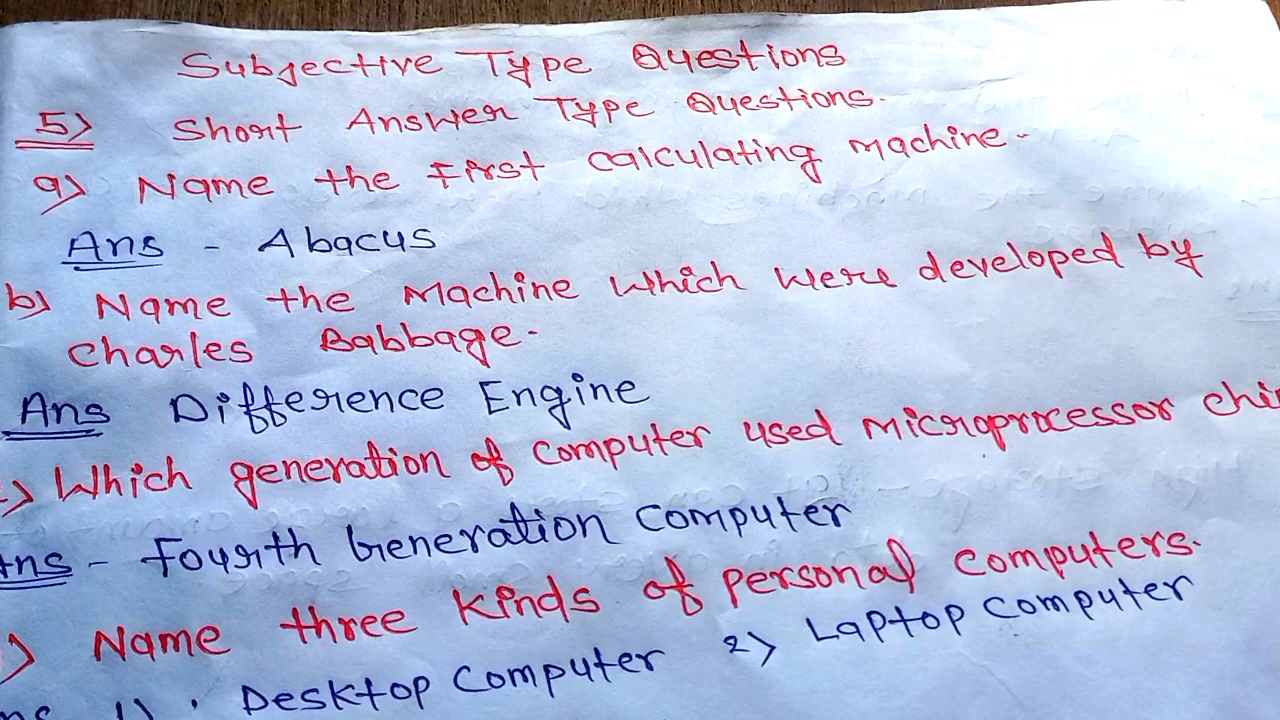 Subjective Type Questions
5) Short Answer Type Questions.
a) Name the First calculating machine.
Ans - Abacus
b) Name the Machine which were developed by
Charles Babbage.
Ans Difference Engine
Which generation of computer used microprocessor
Ans - Fourth Generation Computer
Name three kinds of personal computers.
1) Desktop Computer 2) Laptop Computer